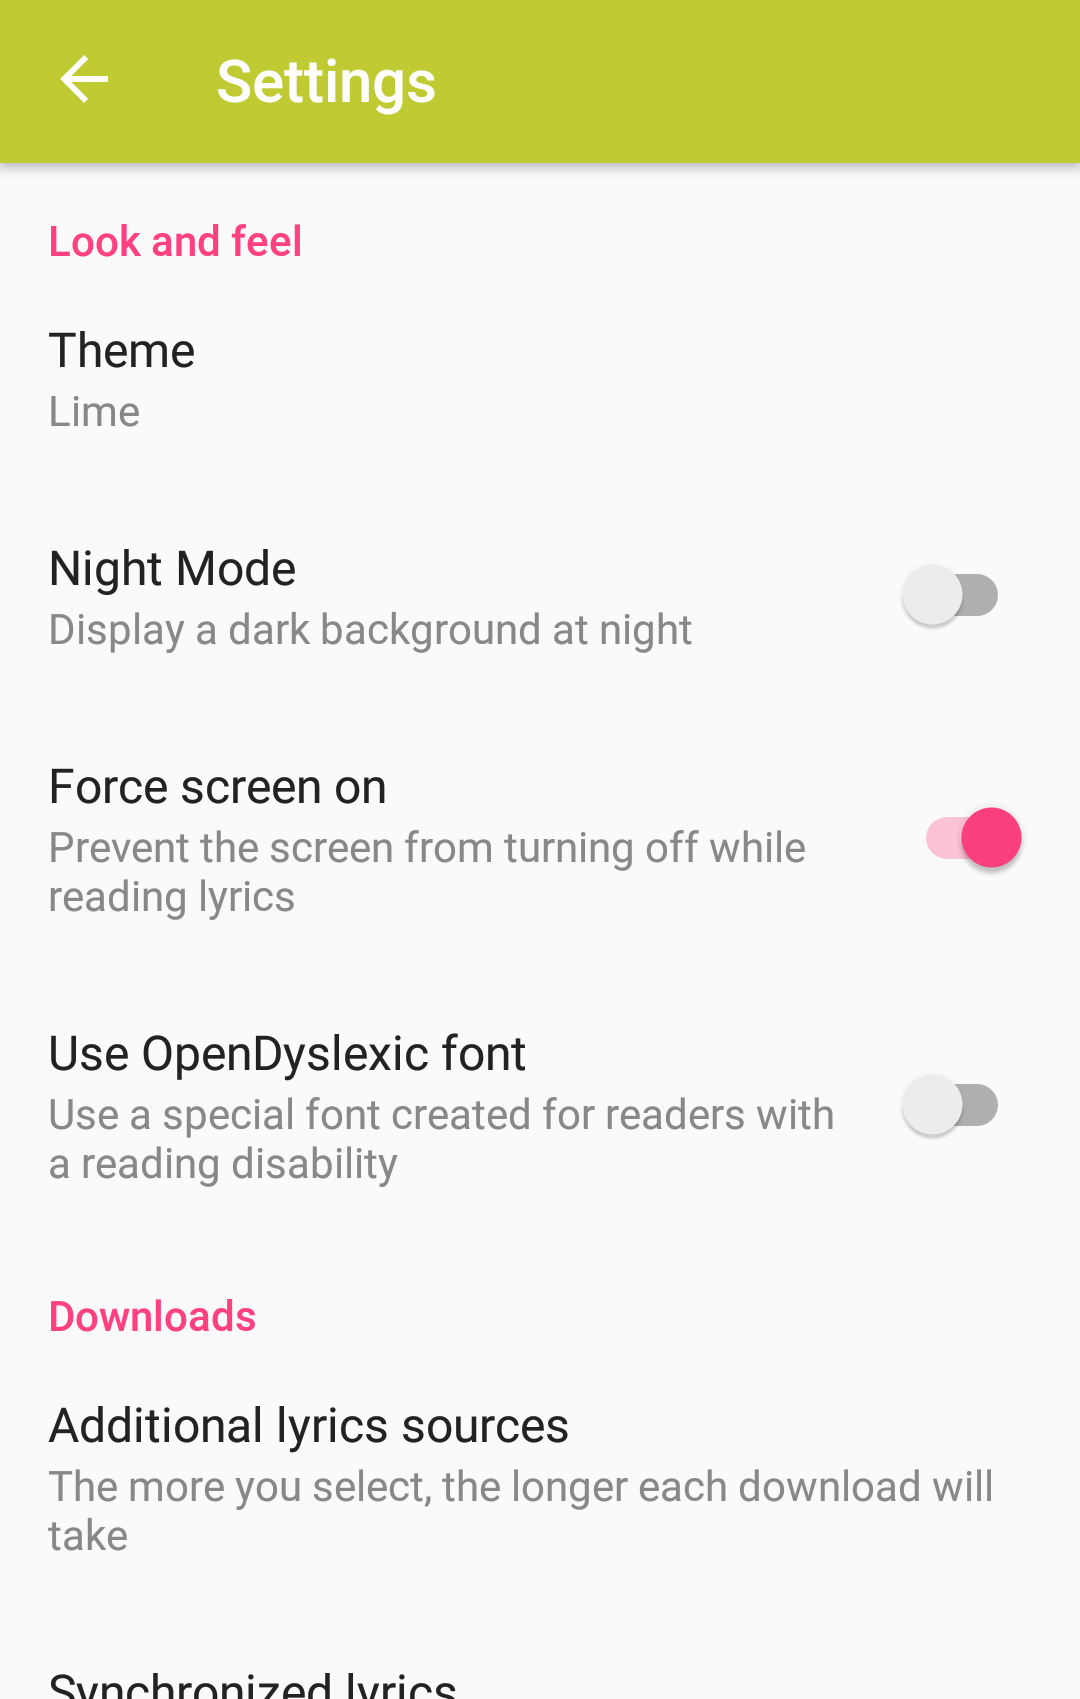 Settings
Look and feel
Theme
Lime
Night Mode
Display a dark background at night
Force screen on
Prevent the screen from turning off while
reading lyrics
Use OpenDyslexic font
Use a special font created for readers with
a reading disability
Downloads
Additional lyrics sources
The more you select, the longer each download will
take
Synchronized lyrics